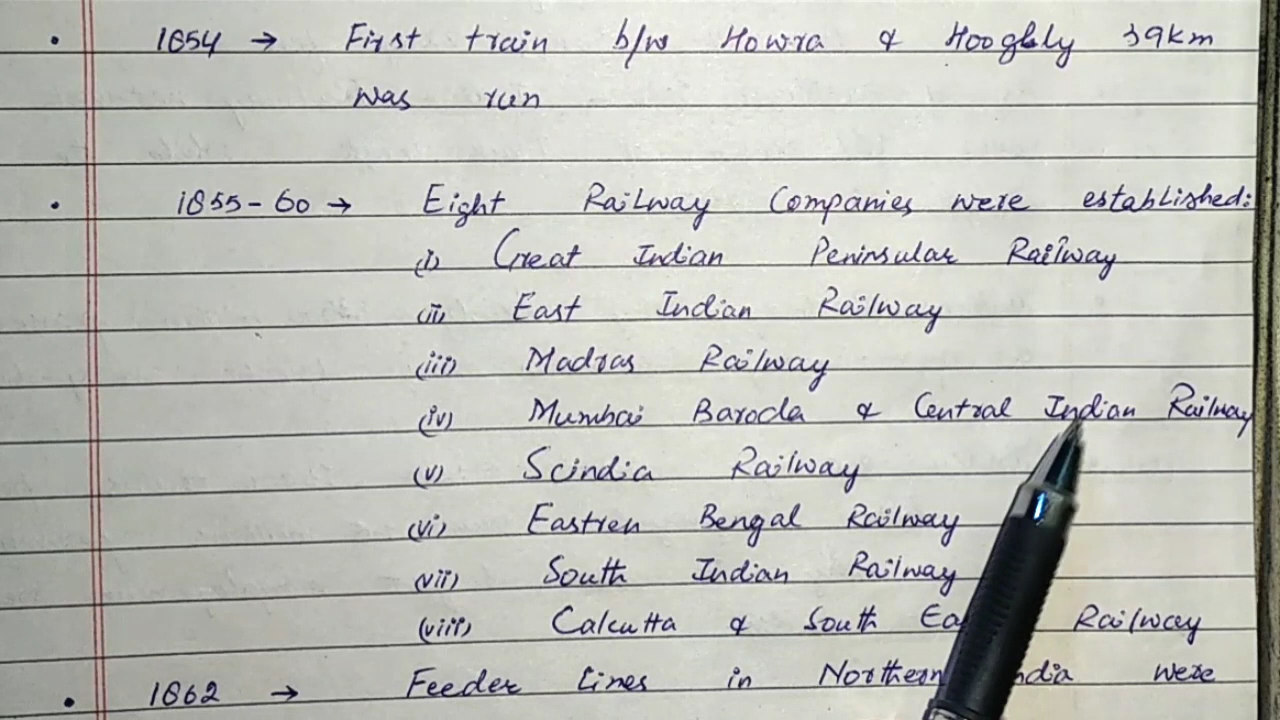 • 1854 → First train b/w Howra & Hooghly 39km
was run
• 1855-60 → Eight Railway Companies were established:
(i) Great Indian Peninsular Railway
(ii) East Indian Railway
(iii) Madras Railway
(iv) Mumbai Baroda & Central Indian Railway
(v) Scindia Railway
(vi) Eastren Bengal Railway
(vii) South Indian Railway
(viii) Calcutta & South Railway
• 1862 → Feeder Lines in Northern were